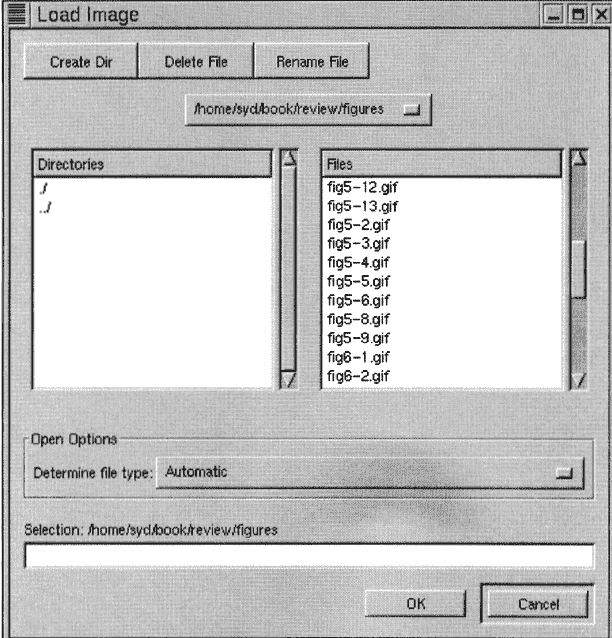 Load Image
Create Dir Delete File Rename File
/home/syd/book/review/figures
Directories
./
../
Files
fig5-12.gif
fig5-13.gif
fig5-2.gif
fig5-3.gif
fig5-4.gif
fig5-5.gif
fig5-6.gif
fig5-8.gif
fig5-9.gif
fig6-1.gif
fig6-2.gif
Open Options
Determine file type: Automatic
Selection: /home/syd/book/review/figures
OK Cancel